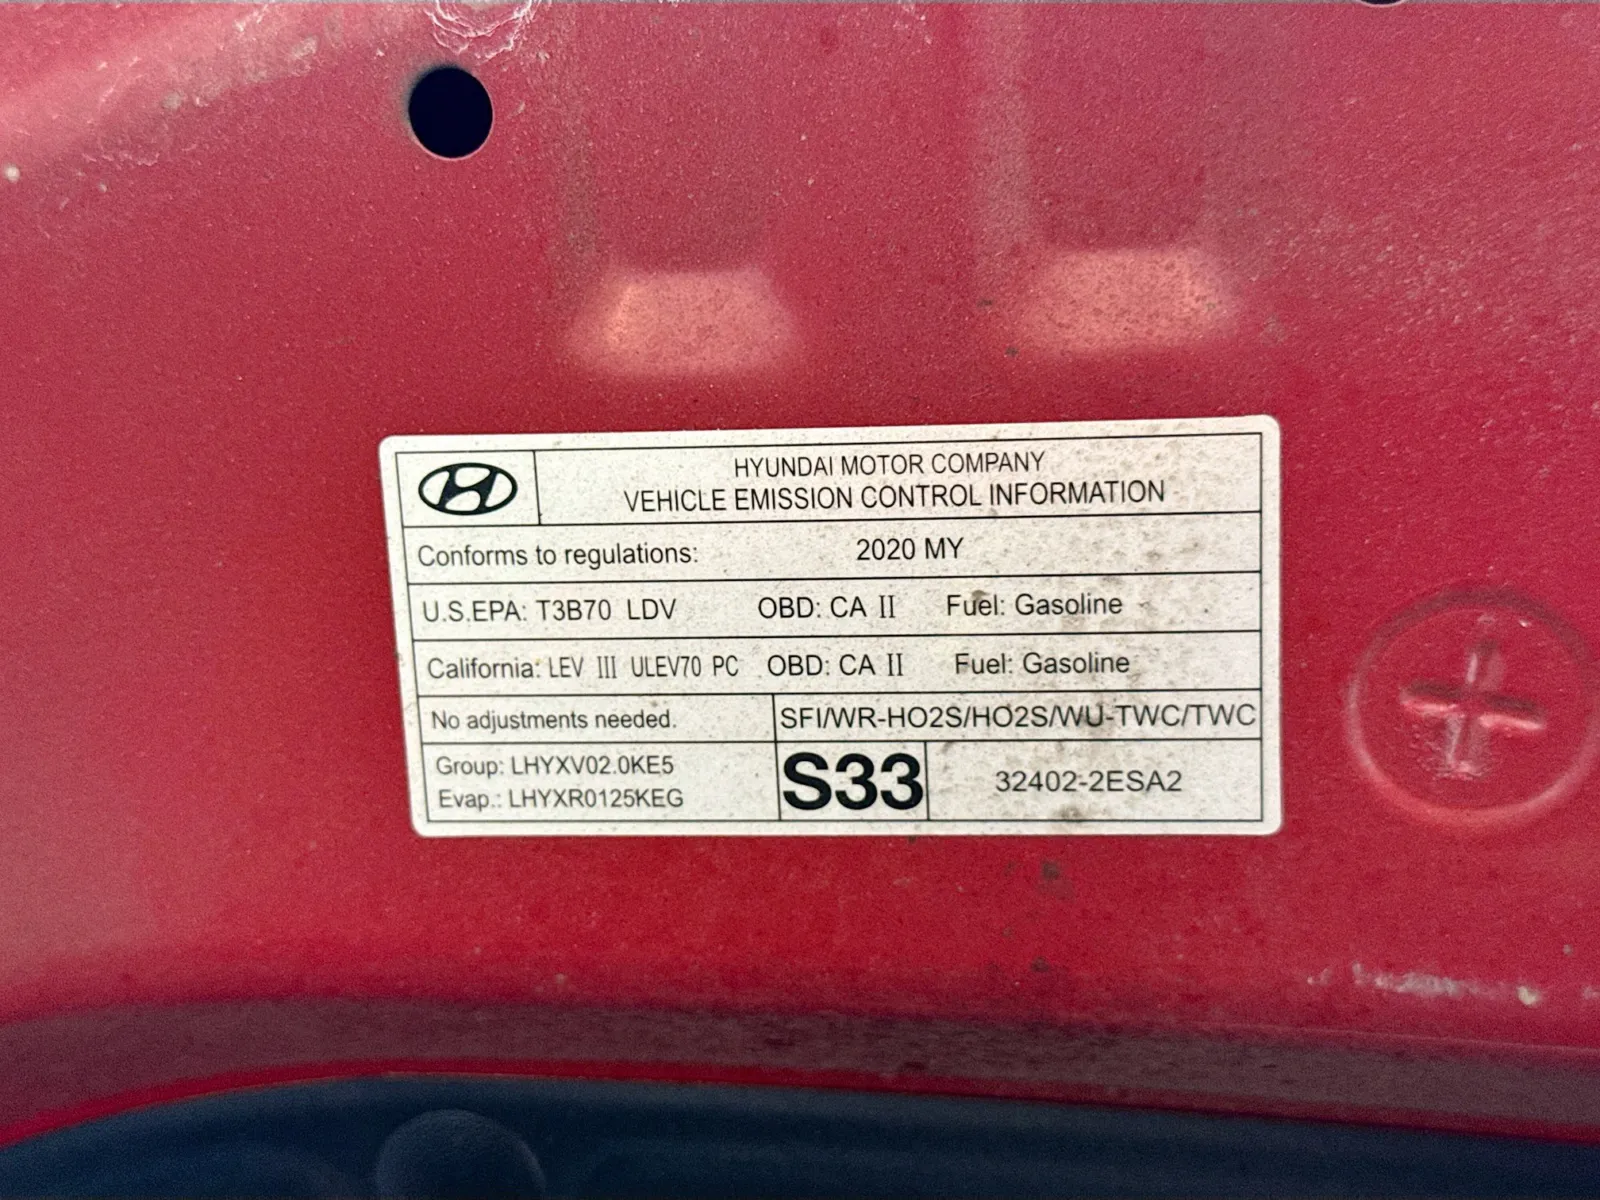 HYUNDAI MOTOR COMPANY
VEHICLE EMISSION CONTROL INFORMATION
Conforms to regulations: 2020 MY
U.S.EPA: T3B70 LDV OBD: CA II Fuel: Gasoline
California: LEV III ULEV70 PC OBD: CA II Fuel: Gasoline
No adjustments needed. SFI/WR-HO2S/HO2S/WU-TWC/TWC
Group: LHYXV02.0KE5
Evap.: LHYXR0125KEG
S33
32402-2ESA2